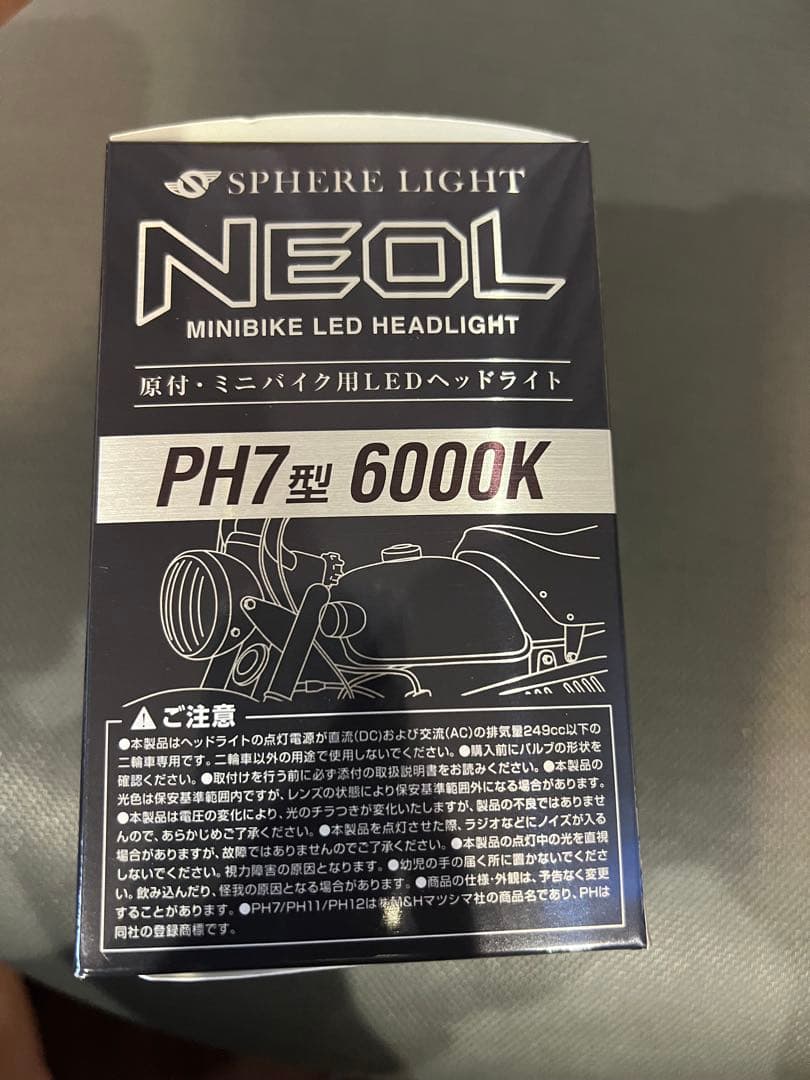 SPHERE LIGHT
NEOL
MINIBIKE LED HEADLIGHT
原付・ミニバイク用LEDヘッドライト
PH7型 6000K
ご注意
●本製品はヘッドライトの点灯電源が直流(DC)および交流(AC)の排気量249cc以下の
二輪車専用です。二輪車以外の用途で使用しないでください。●購入前にバルブの形状を
確認ください。●取付けを行う前に必ず添付の取扱説明書をお読みください。●本製品の
光色は保安基準範囲内ですが、レンズの状態により保安基準範囲外になる場合があります。
●本製品は電圧の変化により、光のチラつきが変化いたしますが、製品の不良ではありませ
んので、あらかじめご了承ください。●本製品を点灯させた際、ラジオなどにノイズが入る
場合がありますが、故障ではありませんのでご了承ください。●本製品の点灯中の光を直視
しないでください。視力障害の原因となります。●幼児の手の届く所に置かないでくださ
い。飲み込んだり、怪我の原因となる場合があります。●商品の仕様・外観は、予告なく変更
することがあります。●PH7/PH11/PH12は㈱M&Hマツシマ社の商品名であり、PHは
同社の登録商標です。